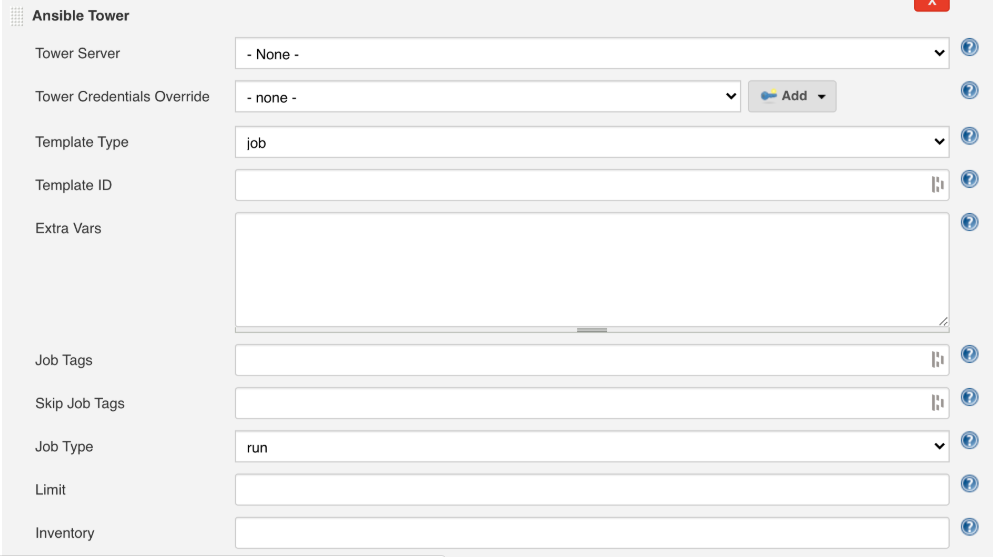 X
Ansible Tower
Tower Server
- None -
Tower Credentials Override
- none -
Add
Template Type
job
Template ID
Extra Vars
Job Tags
Skip Job Tags
Job Type
run
Limit
Inventory